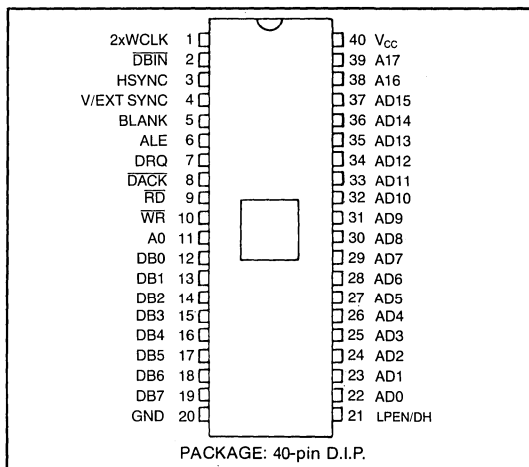 2xWCLK 1 40 VCC
DBIN 2 39 A17
HSYNC 3 38 A16
V/EXT SYNC 4 37 AD15
BLANK 5 36 AD14
ALE 6 35 AD13
DRQ 7 34 AD12
DACK 8 33 AD11
RD 9 32 AD10
WR 10 31 AD9
A0 11 30 AD8
DB0 12 29 AD7
DB1 13 28 AD6
DB2 14 27 AD5
DB3 15 26 AD4
DB4 16 25 AD3
DB5 17 24 AD2
DB6 18 23 AD1
DB7 19 22 AD0
GND 20 21 LPEN/DH
PACKAGE: 40-pin D.I.P.